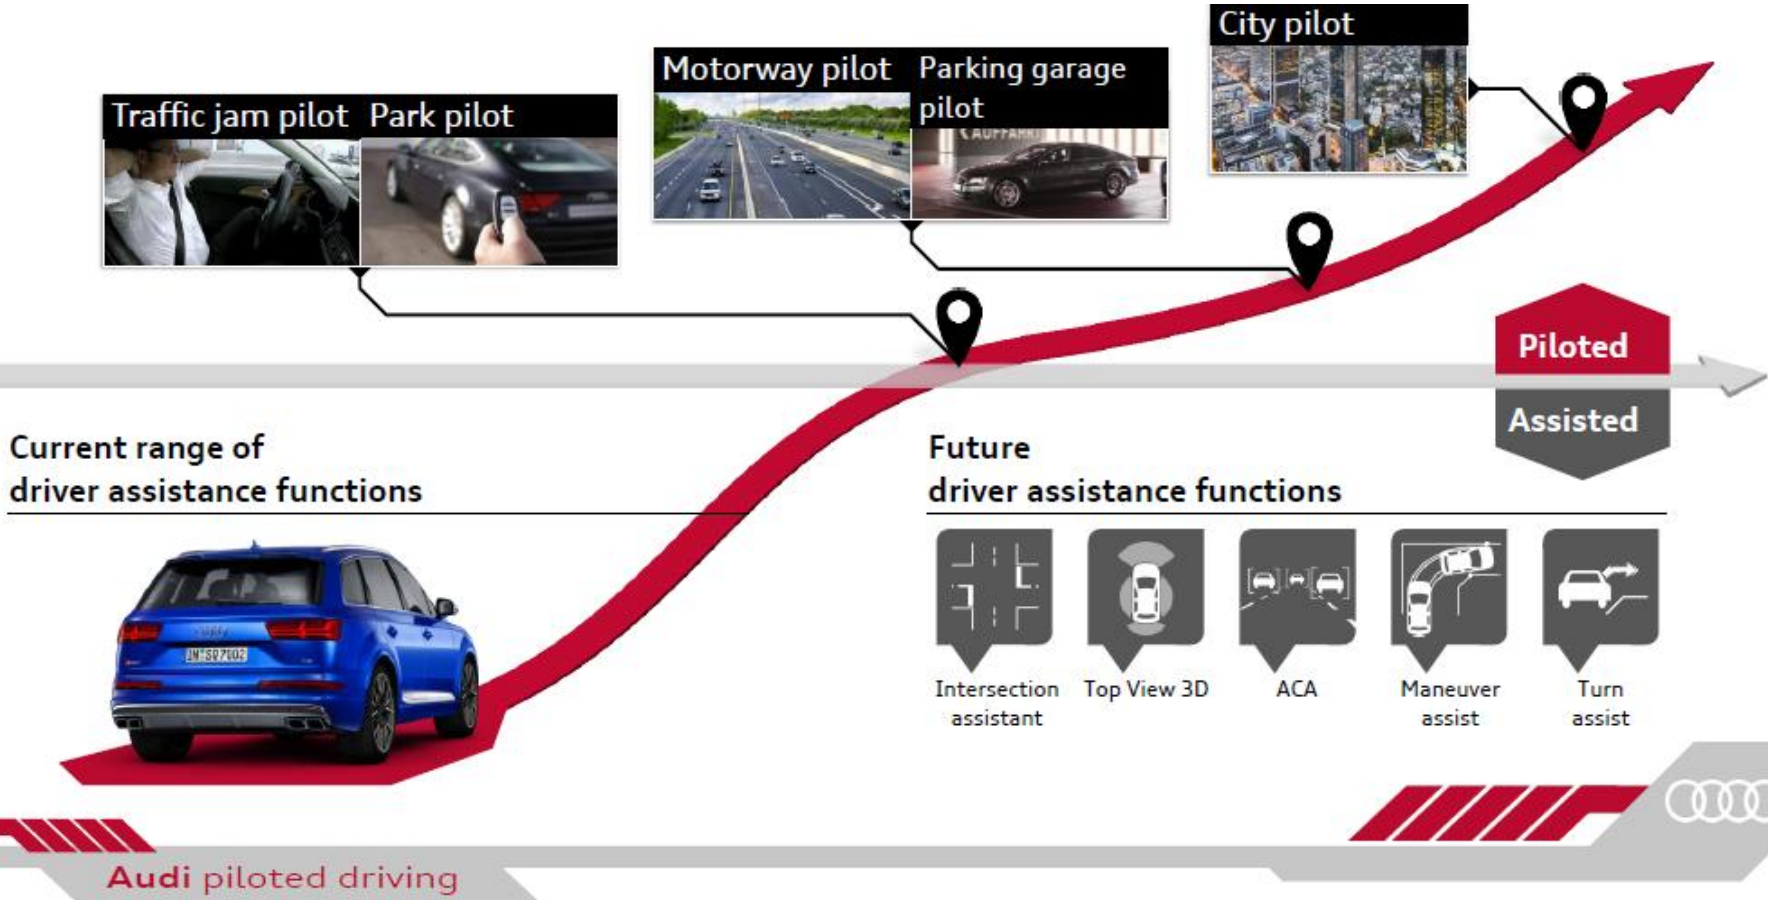 City pilot
Motorway pilot
Parking garage
pilot
Traffic jam pilot
Park pilot
AUFFAHRT
Piloted
Assisted
Current range of
driver assistance functions
Future
driver assistance functions
Intersection
assistant
Top View 3D
ACA
Maneuver
assist
Turn
assist
Audi piloted driving